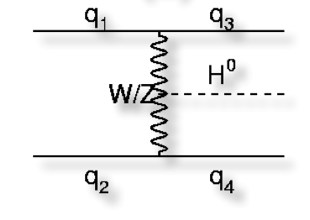 q₁ q₃
H⁰
W/Z
q₂ q₄